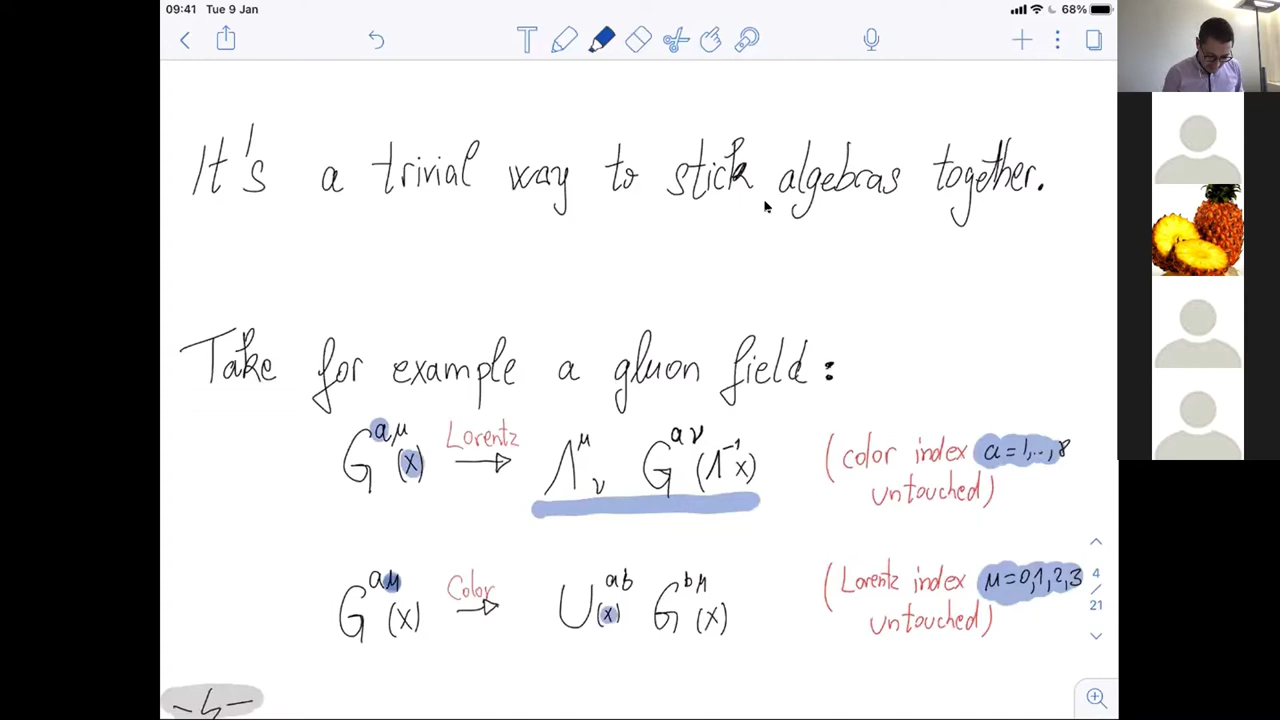 09:41 Tue 9 Jan
68%
It's a trivial way to stick algebras together.
Take for example a gluon field:
G^{aμ}(x) Lorentz → Λ^μ_ν G^{aν}(Λ^{-1}x) (color index a=1,..,8 untouched)
G^{aμ}(x) Color → U^{ab}(x) G^{bμ}(x) (Lorentz index μ=0,1,2,3 untouched)
4
/
21
-4-